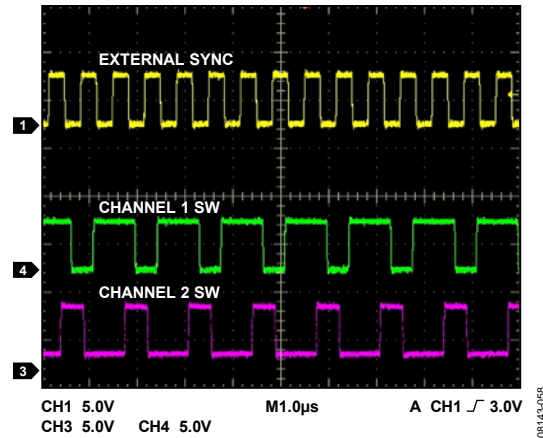 EXTERNAL SYNC
1
CHANNEL 1 SW
4
CHANNEL 2 SW
3
CH1 5.0V M1.0µs A CH1 3.0V
CH3 5.0V CH4 5.0V
08143-058